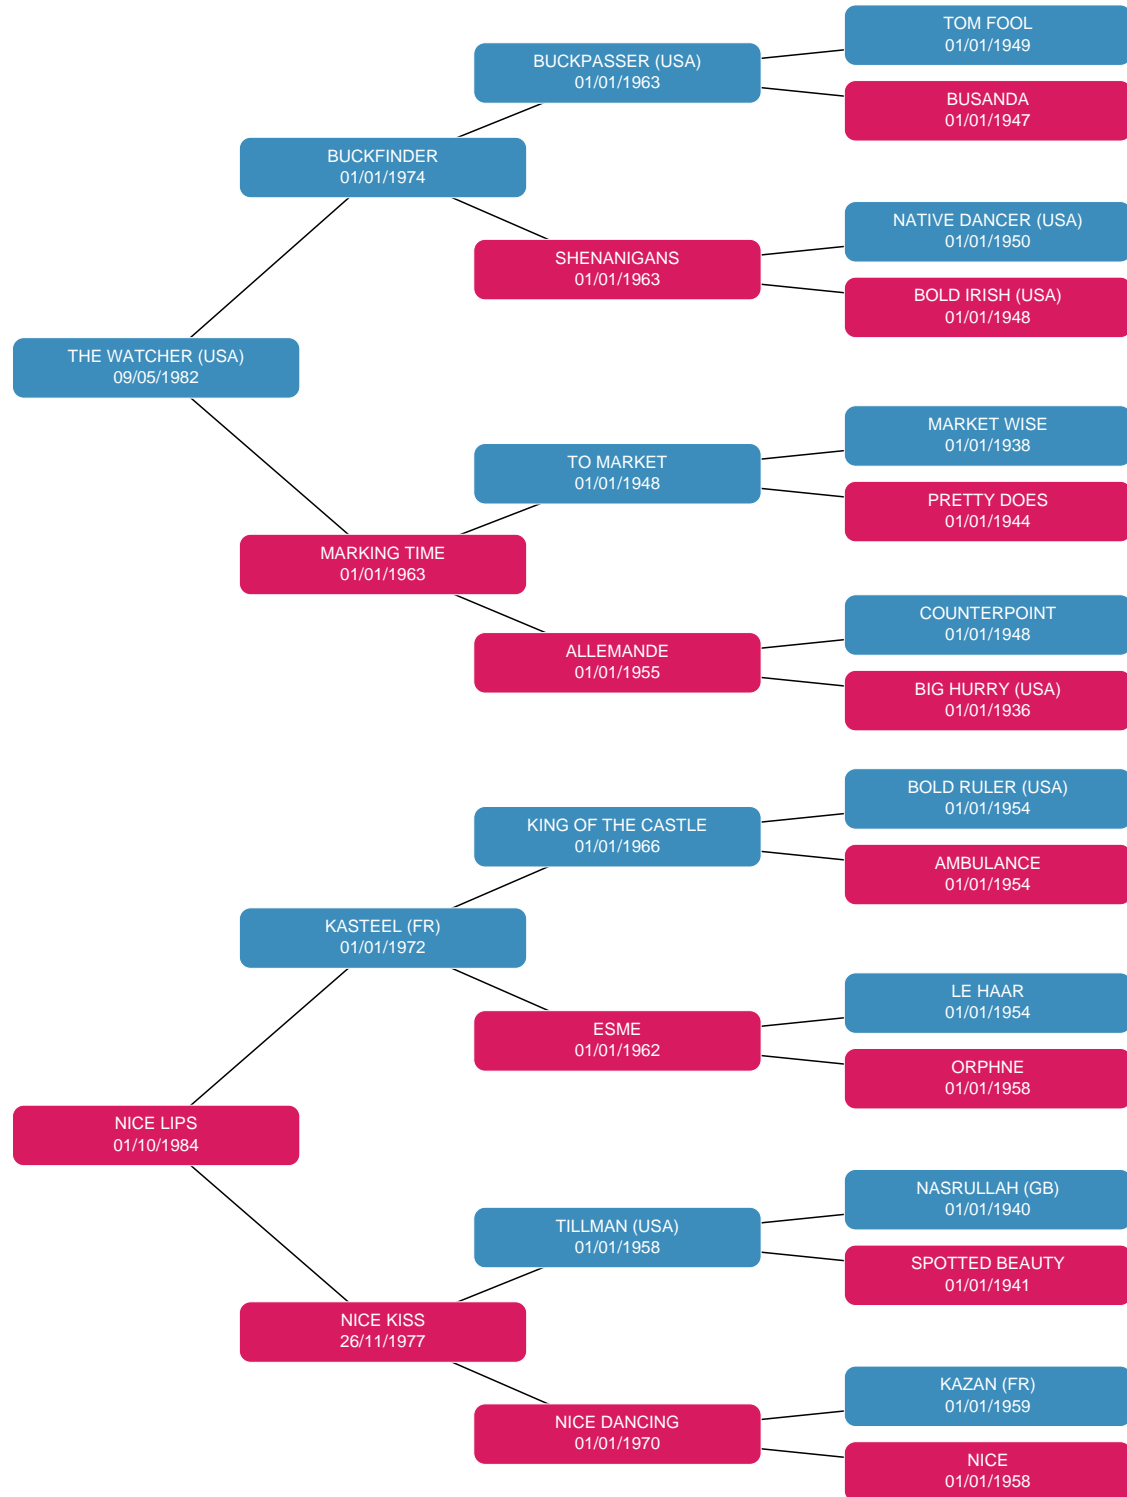 TOM FOOL
01/01/1949
BUCKPASSER (USA)
01/01/1963
BUSANDA
01/01/1947
BUCKFINDER
01/01/1974
NATIVE DANCER (USA)
01/01/1950
SHENANIGANS
01/01/1963
BOLD IRISH (USA)
01/01/1948
THE WATCHER (USA)
09/05/1982
MARKET WISE
01/01/1938
TO MARKET
01/01/1948
PRETTY DOES
01/01/1944
MARKING TIME
01/01/1963
COUNTERPOINT
01/01/1948
ALLEMANDE
01/01/1955
BIG HURRY (USA)
01/01/1936
BOLD RULER (USA)
01/01/1954
KING OF THE CASTLE
01/01/1966
AMBULANCE
01/01/1954
KASTEEL (FR)
01/01/1972
LE HAAR
01/01/1954
ESME
01/01/1962
ORPHNE
01/01/1958
NICE LIPS
01/10/1984
NASRULLAH (GB)
01/01/1940
TILLMAN (USA)
01/01/1958
SPOTTED BEAUTY
01/01/1941
NICE KISS
26/11/1977
KAZAN (FR)
01/01/1959
NICE DANCING
01/01/1970
NICE
01/01/1958